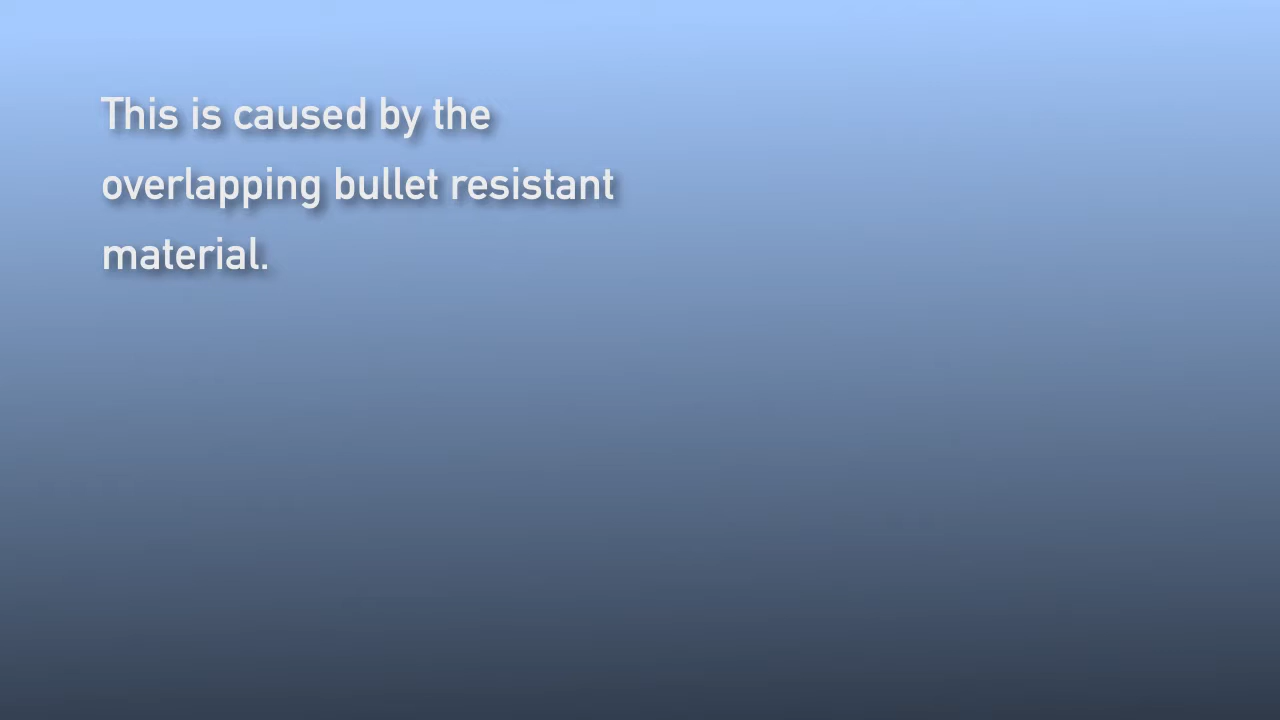 This is caused by the
overlapping bullet resistant
material.